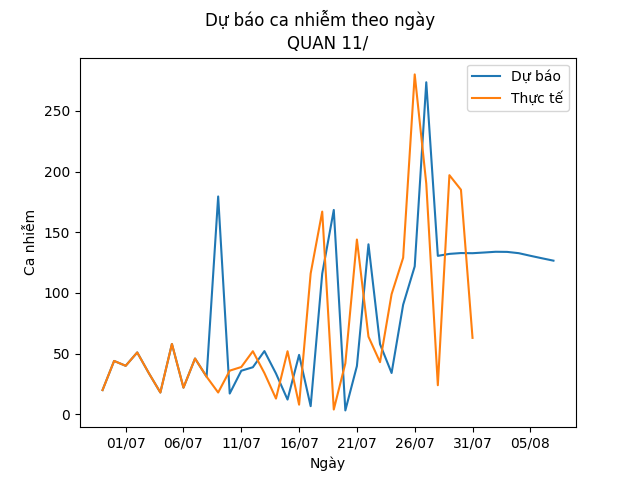 Dự báo ca nhiễm theo ngày
QUAN 11/
Dự báo
Thực tế
Ca nhiễm
250
200
150
100
50
0
01/07 06/07 11/07 16/07 21/07 26/07 31/07 05/08
Ngày